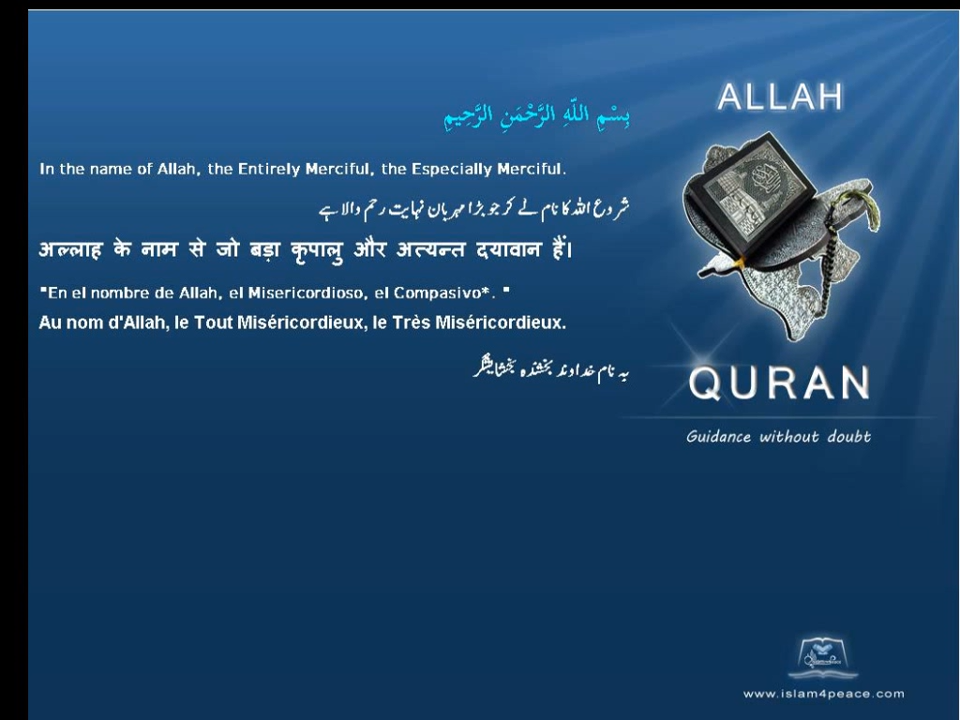 بِسْمِ اللّهِ الرَّحْمَنِ الرَّحِيمِ
In the name of Allah, the Entirely Merciful, the Especially Merciful.
شروع اللہ کا نام لے کر جو بڑا مہربان نہایت رحم والا ہے
अल्लाह के नाम से जो बड़ा कृपालु और अत्यन्त दयावान हैं।
"En el nombre de Allah, el Misericordioso, el Compasivo*. "
Au nom d'Allah, le Tout Miséricordieux, le Très Miséricordieux.
به نام خداوند بخشنده بخشایشگر
ALLAH
QURAN
Guidance without doubt
www.islam4peace.com